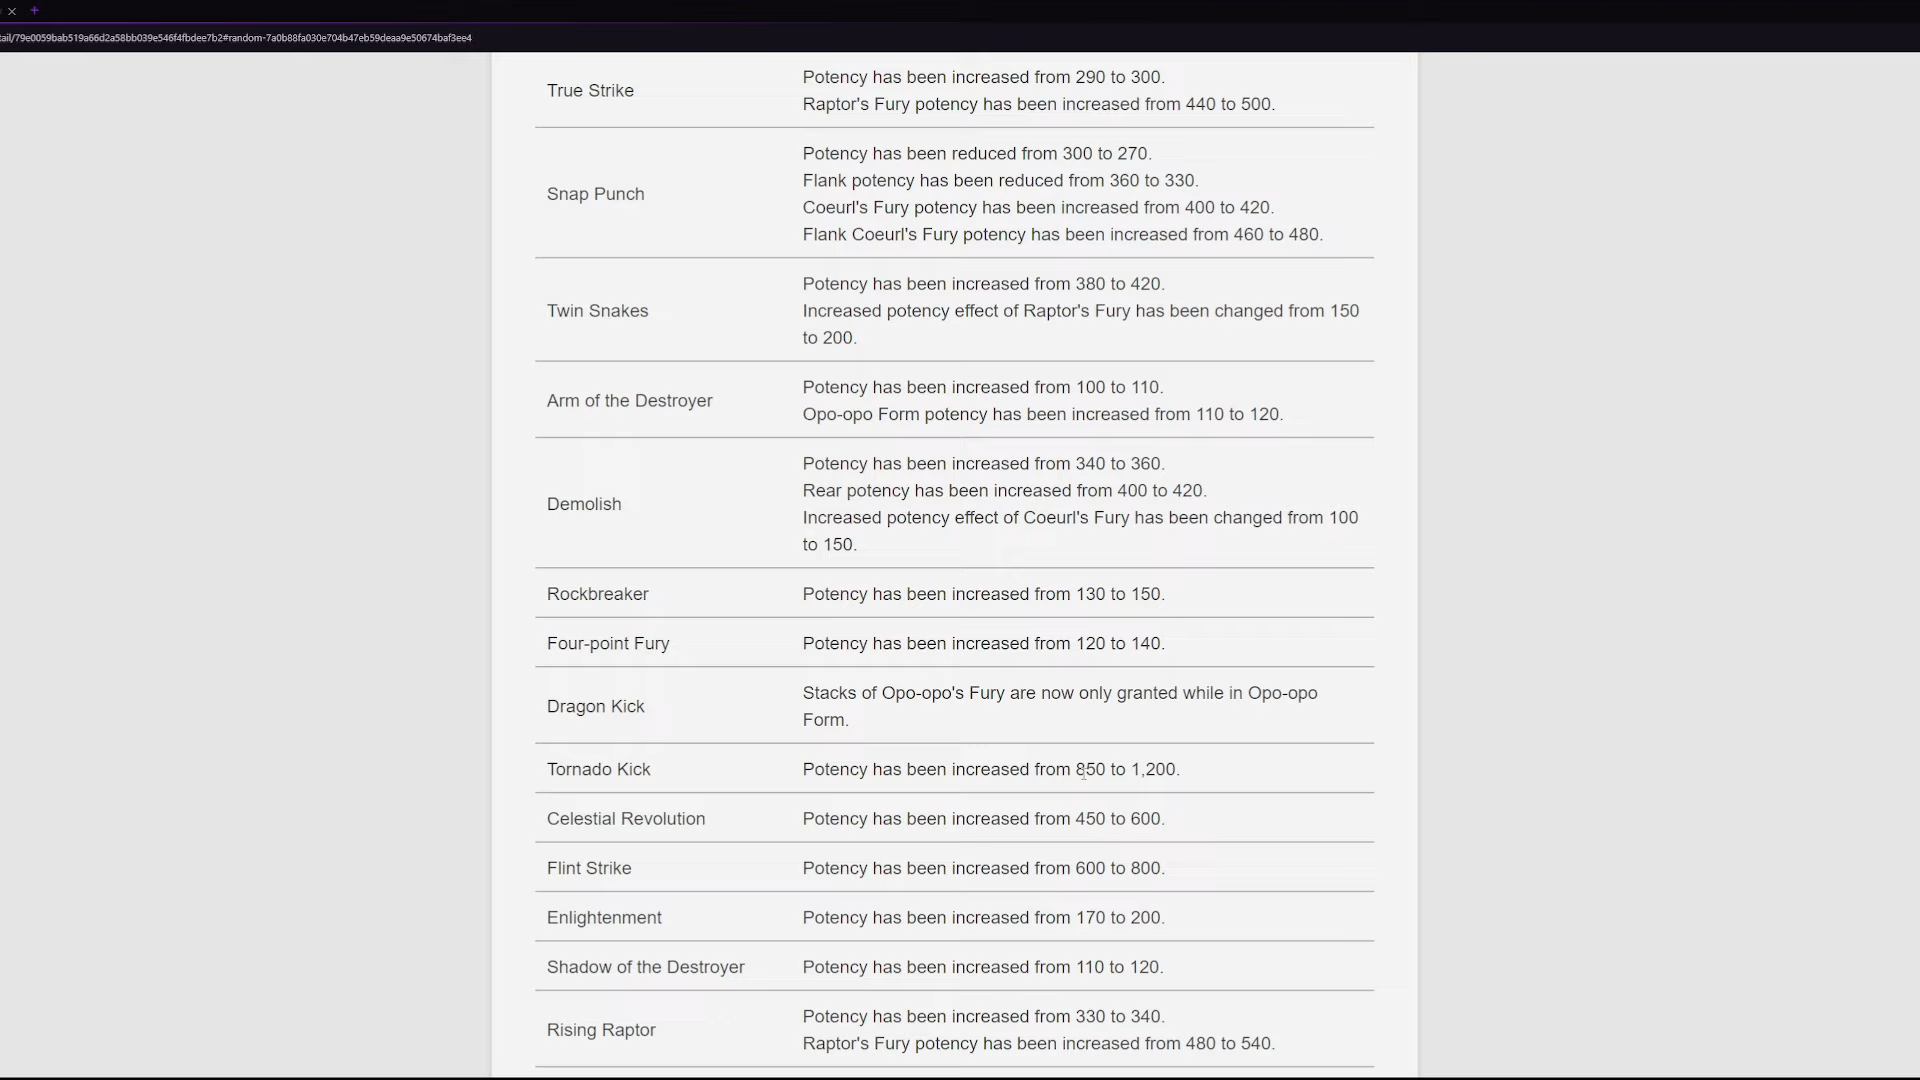 tail/79e0059bab519a66d2a58bb039e546f4fbdee7b2#random-7a0b88fa030e704b47eb59deaa9e50674baf3ee4
True Strike
Potency has been increased from 290 to 300.
Raptor's Fury potency has been increased from 440 to 500.
Snap Punch
Potency has been reduced from 300 to 270.
Flank potency has been reduced from 360 to 330.
Coeurl's Fury potency has been increased from 400 to 420.
Flank Coeurl's Fury potency has been increased from 460 to 480.
Twin Snakes
Potency has been increased from 380 to 420.
Increased potency effect of Raptor's Fury has been changed from 150
to 200.
Arm of the Destroyer
Potency has been increased from 100 to 110.
Opo-opo Form potency has been increased from 110 to 120.
Demolish
Potency has been increased from 340 to 360.
Rear potency has been increased from 400 to 420.
Increased potency effect of Coeurl's Fury has been changed from 100
to 150.
Rockbreaker
Potency has been increased from 130 to 150.
Four-point Fury
Potency has been increased from 120 to 140.
Dragon Kick
Stacks of Opo-opo's Fury are now only granted while in Opo-opo
Form.
Tornado Kick
Potency has been increased from 850 to 1,200.
Celestial Revolution
Potency has been increased from 450 to 600.
Flint Strike
Potency has been increased from 600 to 800.
Enlightenment
Potency has been increased from 170 to 200.
Shadow of the Destroyer
Potency has been increased from 110 to 120.
Rising Raptor
Potency has been increased from 330 to 340.
Raptor's Fury potency has been increased from 480 to 540.